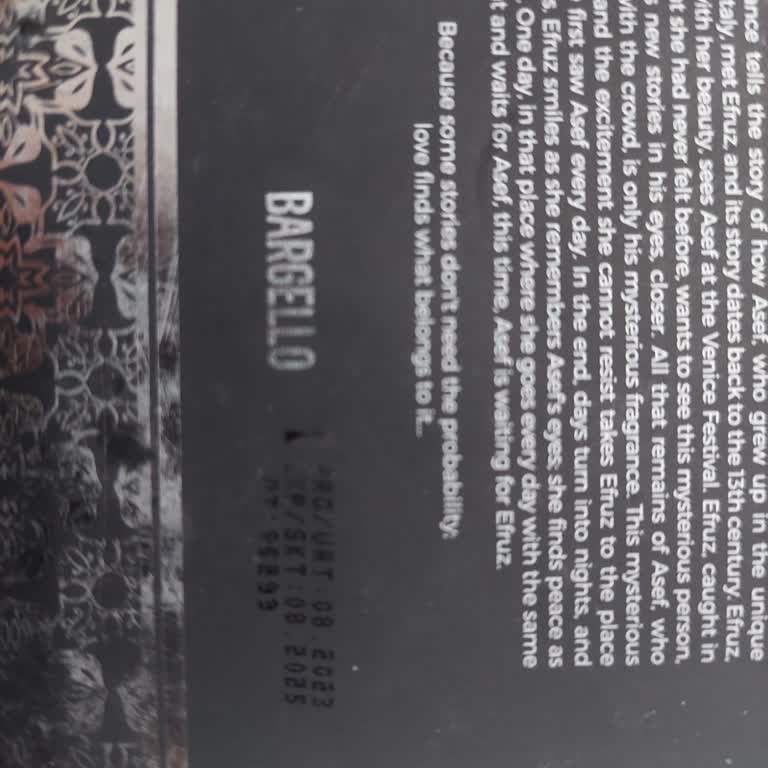 ance tells the story of how Asef, who grew up in the unique
taly, met Efruz, and its story dates back to the 13th century. Efruz,
with her beauty, sees Asef at the Venice Festival. Efruz, caught in
t she had never felt before, wants to see this mysterious person,
s new stories in his eyes, closer. All that remains of Asef, who
with the crowd, is only his mysterious fragrance. This mysterious
and the excitement she cannot resist takes Efruz to the place
first saw Asef every day. In the end, days turn into nights, and
s, Efruz smiles as she remembers Asef's eyes; she finds peace as
. One day, in that place where she goes every day with the same
t and waits for Asef, this time, Asef is waiting for Efruz.
Because some stories don't need the probability;
love finds what belongs to it...
BARGELLO
PRD/URT:08.2023
EXP/SKT:08.2025